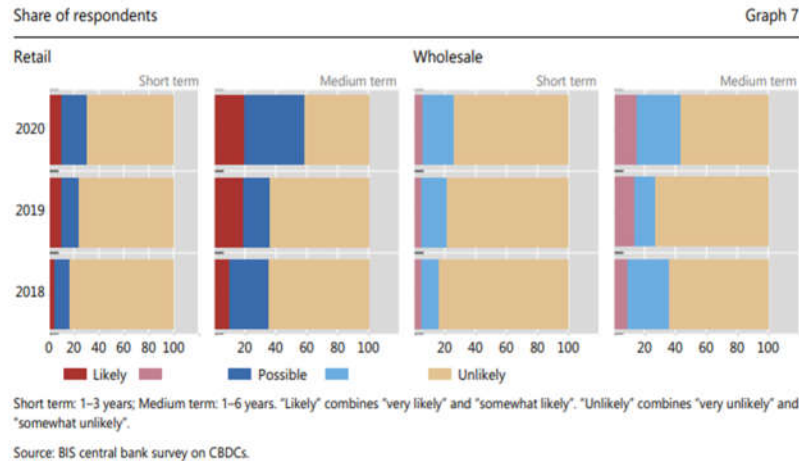 Share of respondents Graph 7
Retail Wholesale
Short term Medium term Short term Medium term
2020
2019
2018
0 20 40 60 80 100 20 40 60 80 100 20 40 60 80 100 20 40 60 80 100
Likely Possible Unlikely
Short term: 1–3 years; Medium term: 1–6 years. “Likely” combines “very likely” and “somewhat likely”. “Unlikely” combines “very unlikely” and
“somewhat unlikely”.
Source: BIS central bank survey on CBDCs.